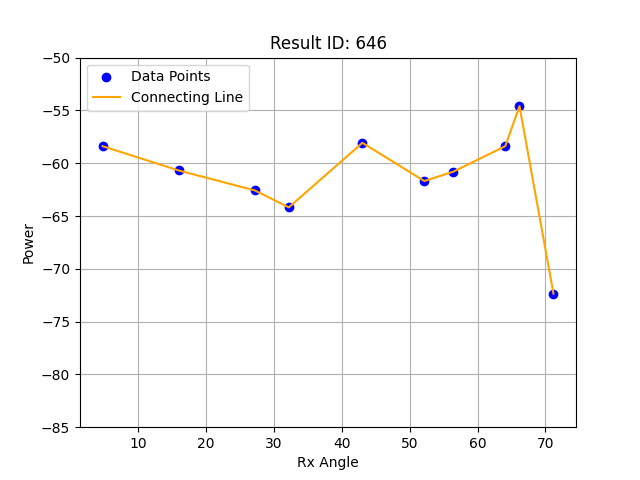 Result ID: 646
Data Points
Connecting Line
Power
−50
−55
−60
−65
−70
−75
−80
−85
10 20 30 40 50 60 70
Rx Angle